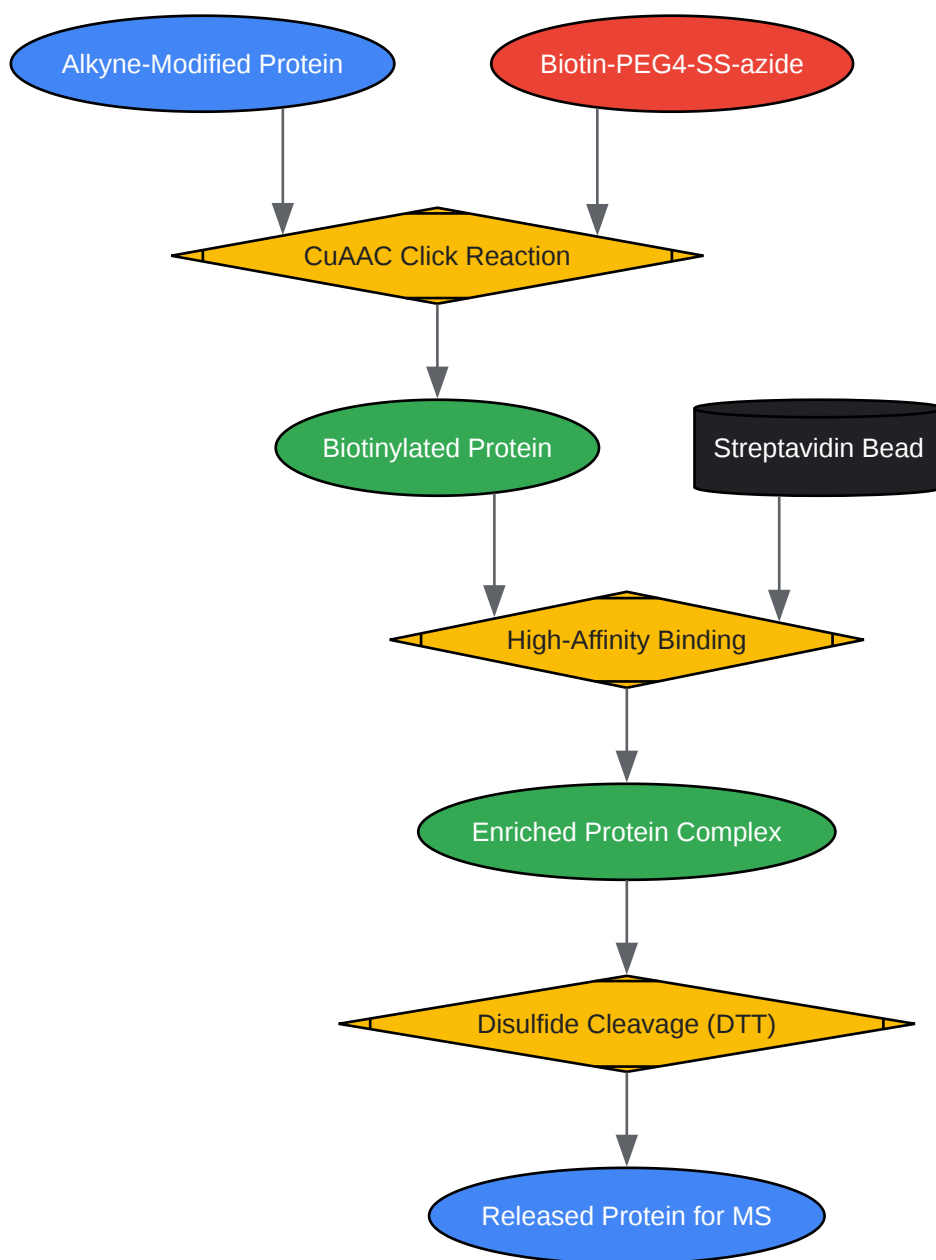 Alkyne-Modified Protein
Biotin-PEG4-SS-azide
CuAAC Click Reaction
Biotinylated Protein
Streptavidin Bead
High-Affinity Binding
Enriched Protein Complex
Disulfide Cleavage (DTT)
Released Protein for MS